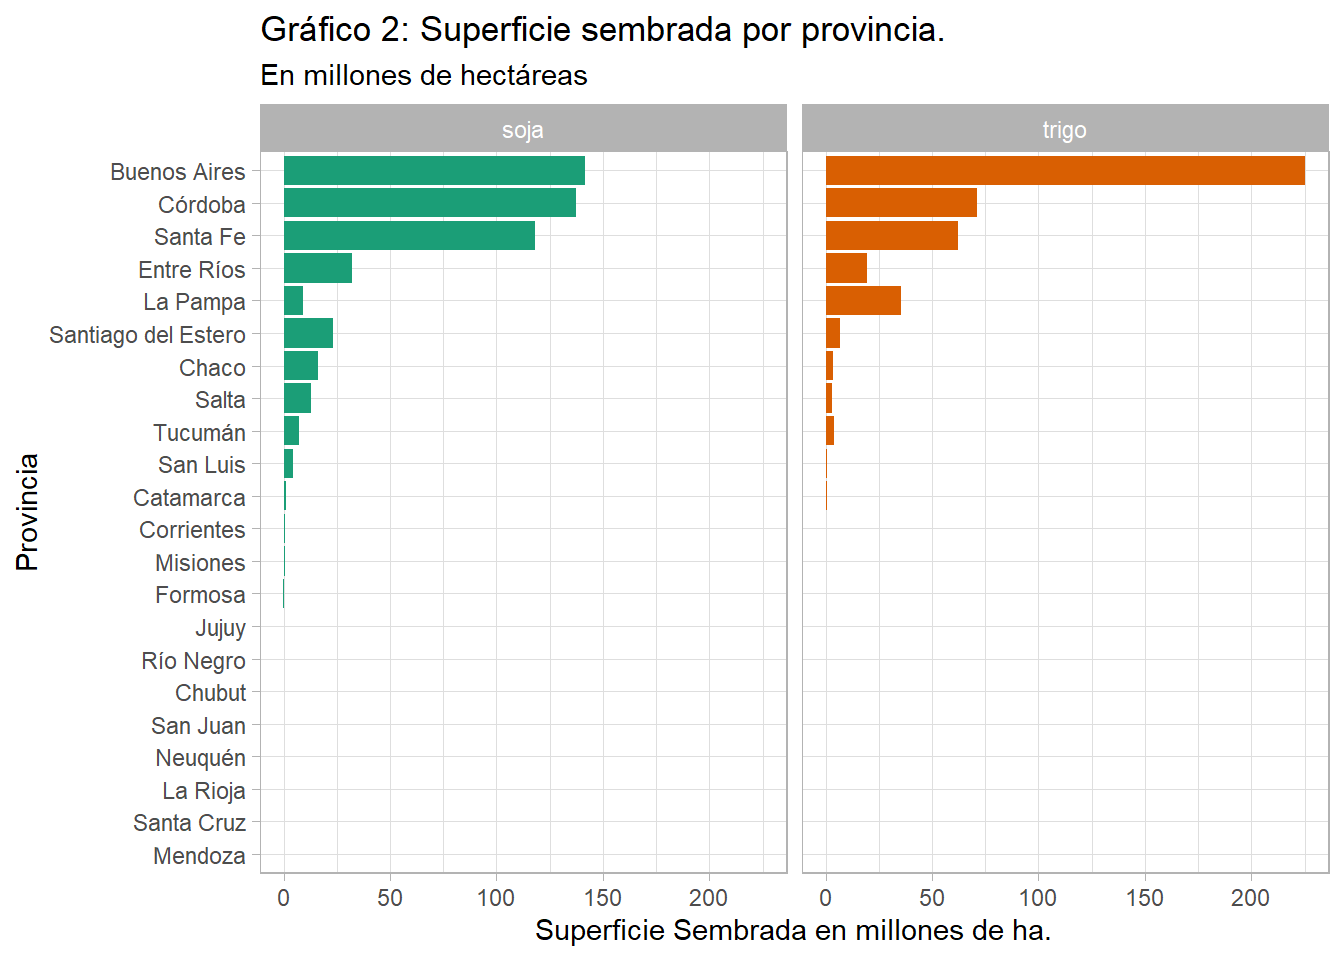 Gráfico 2: Superficie sembrada por provincia.
En millones de hectáreas
soja
trigo
Buenos Aires
Córdoba
Santa Fe
Entre Ríos
La Pampa
Santiago del Estero
Chaco
Salta
Tucumán
San Luis
Catamarca
Corrientes
Misiones
Formosa
Jujuy
Río Negro
Chubut
San Juan
Neuquén
La Rioja
Santa Cruz
Mendoza
Provincia
0 50 100 150 200
0 50 100 150 200
Superficie Sembrada en millones de ha.